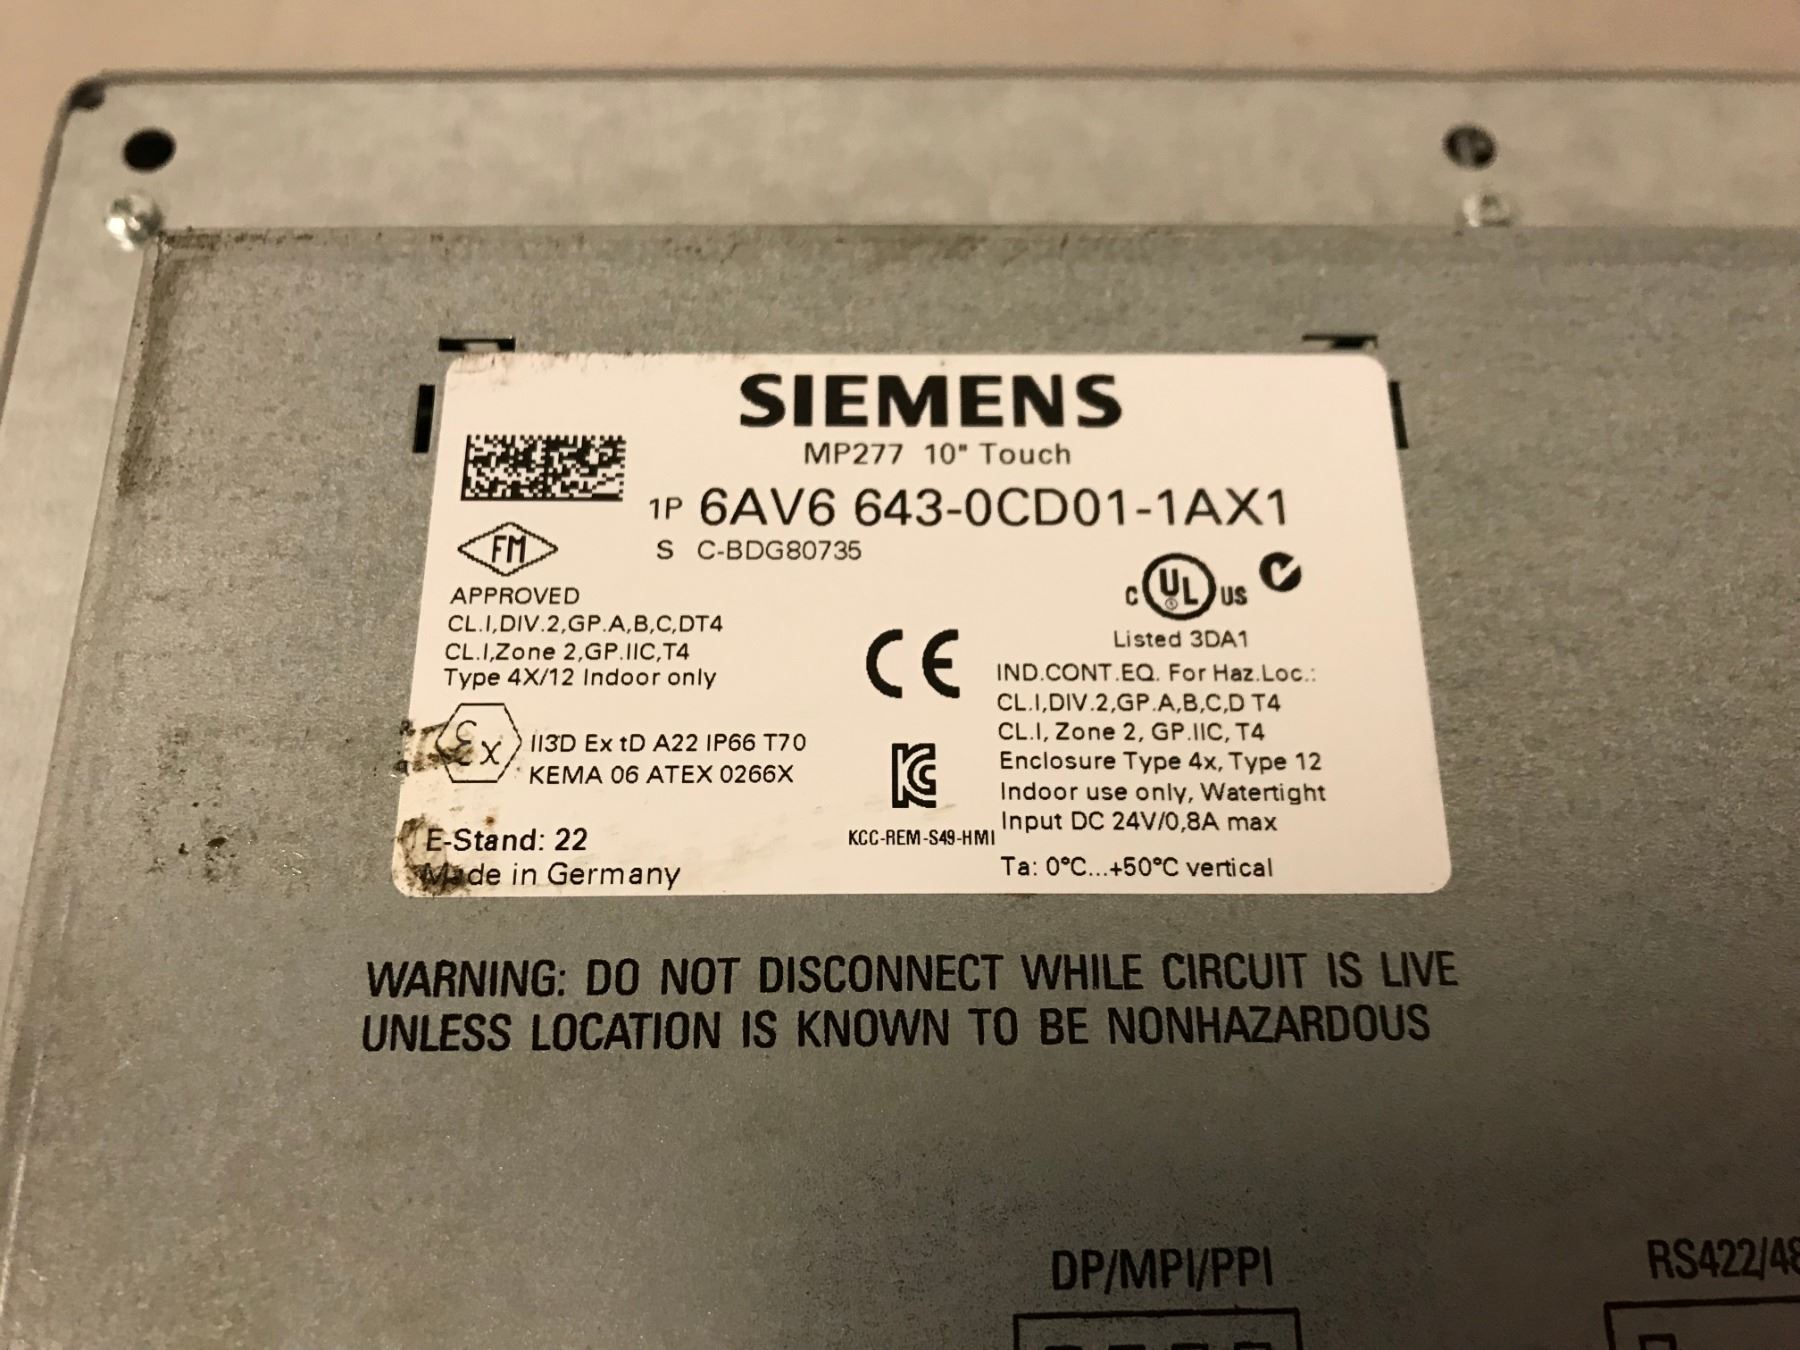 SIEMENS
MP277 10" Touch
1P 6AV6 643-0CD01-1AX1
S C-BDG80735
FM
APPROVED
CL.I,DIV.2,GP.A,B,C,DT4
CL.I,Zone 2,GP.IIC,T4
Type 4X/12 Indoor only
Ex II3D Ex tD A22 IP66 T70
KEMA 06 ATEX 0266X
E-Stand: 22
Made in Germany
CE
KC
KCC-REM-S49-HMI
C UL US
Listed 3DA1
IND.CONT.EQ. For Haz.Loc.:
CL.I,DIV.2,GP.A,B,C,D T4
CL.I, Zone 2, GP.IIC, T4
Enclosure Type 4x, Type 12
Indoor use only, Watertight
Input DC 24V/0,8A max
Ta: 0°C...+50°C vertical
WARNING: DO NOT DISCONNECT WHILE CIRCUIT IS LIVE
UNLESS LOCATION IS KNOWN TO BE NONHAZARDOUS
DP/MPI/PPI
RS422/48